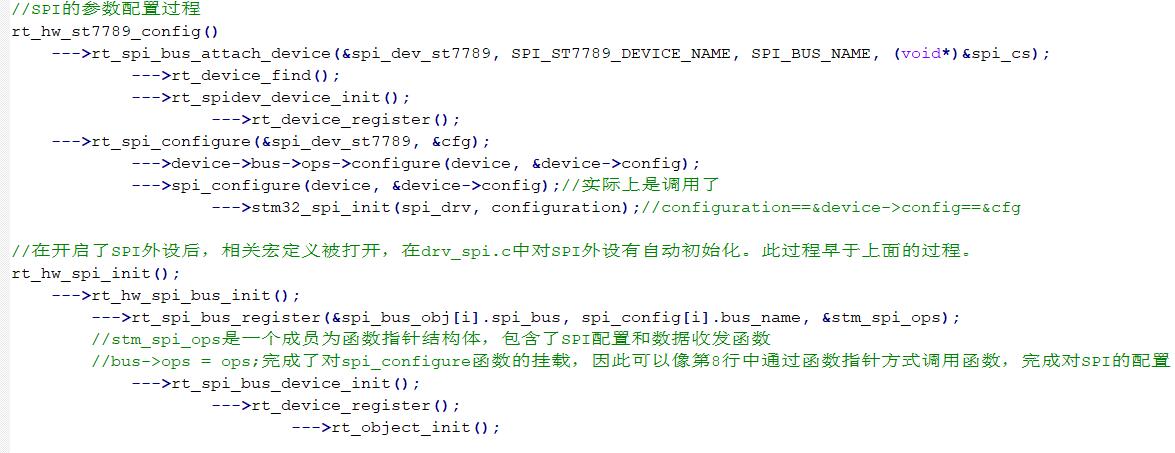 //SPI的参数配置过程
rt_hw_st7789_config()
--->rt_spi_bus_attach_device(&spi_dev_st7789, SPI_ST7789_DEVICE_NAME, SPI_BUS_NAME, (void*)&spi_cs);
--->rt_device_find();
--->rt_spidev_device_init();
--->rt_device_register();
--->rt_spi_configure(&spi_dev_st7789, &cfg);
--->device->bus->ops->configure(device, &device->config);
--->spi_configure(device, &device->config);//实际上是调用了
--->stm32_spi_init(spi_drv, configuration);//configuration==&device->config==&cfg
//在开启了SPI外设后，相关宏定义被打开，在drv_spi.c中对SPI外设有自动初始化。此过程早于上面的过程。
rt_hw_spi_init();
--->rt_hw_spi_bus_init();
--->rt_spi_bus_register(&spi_bus_obj[i].spi_bus, spi_config[i].bus_name, &stm_spi_ops);
//stm_spi_ops是一个成员为函数指针结构体，包含了SPI配置和数据收发函数
//bus->ops = ops;完成了对spi_configure函数的挂载，因此可以像第8行中通过函数指针方式调用函数，完成对SPI的配置
--->rt_spi_bus_device_init();
--->rt_device_register();
--->rt_object_init();